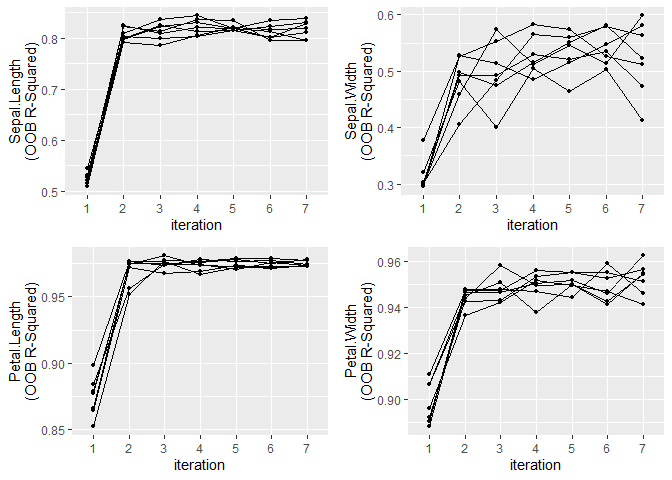 Sepal.Length
(OOB R-Squared)
0.8
0.7
0.6
0.5
1 2 3 4 5 6 7
iteration
Sepal.Width
(OOB R-Squared)
0.6
0.5
0.4
0.3
1 2 3 4 5 6 7
iteration
Petal.Length
(OOB R-Squared)
0.95
0.90
0.85
1 2 3 4 5 6 7
iteration
Petal.Width
(OOB R-Squared)
0.96
0.94
0.92
0.90
1 2 3 4 5 6 7
iteration